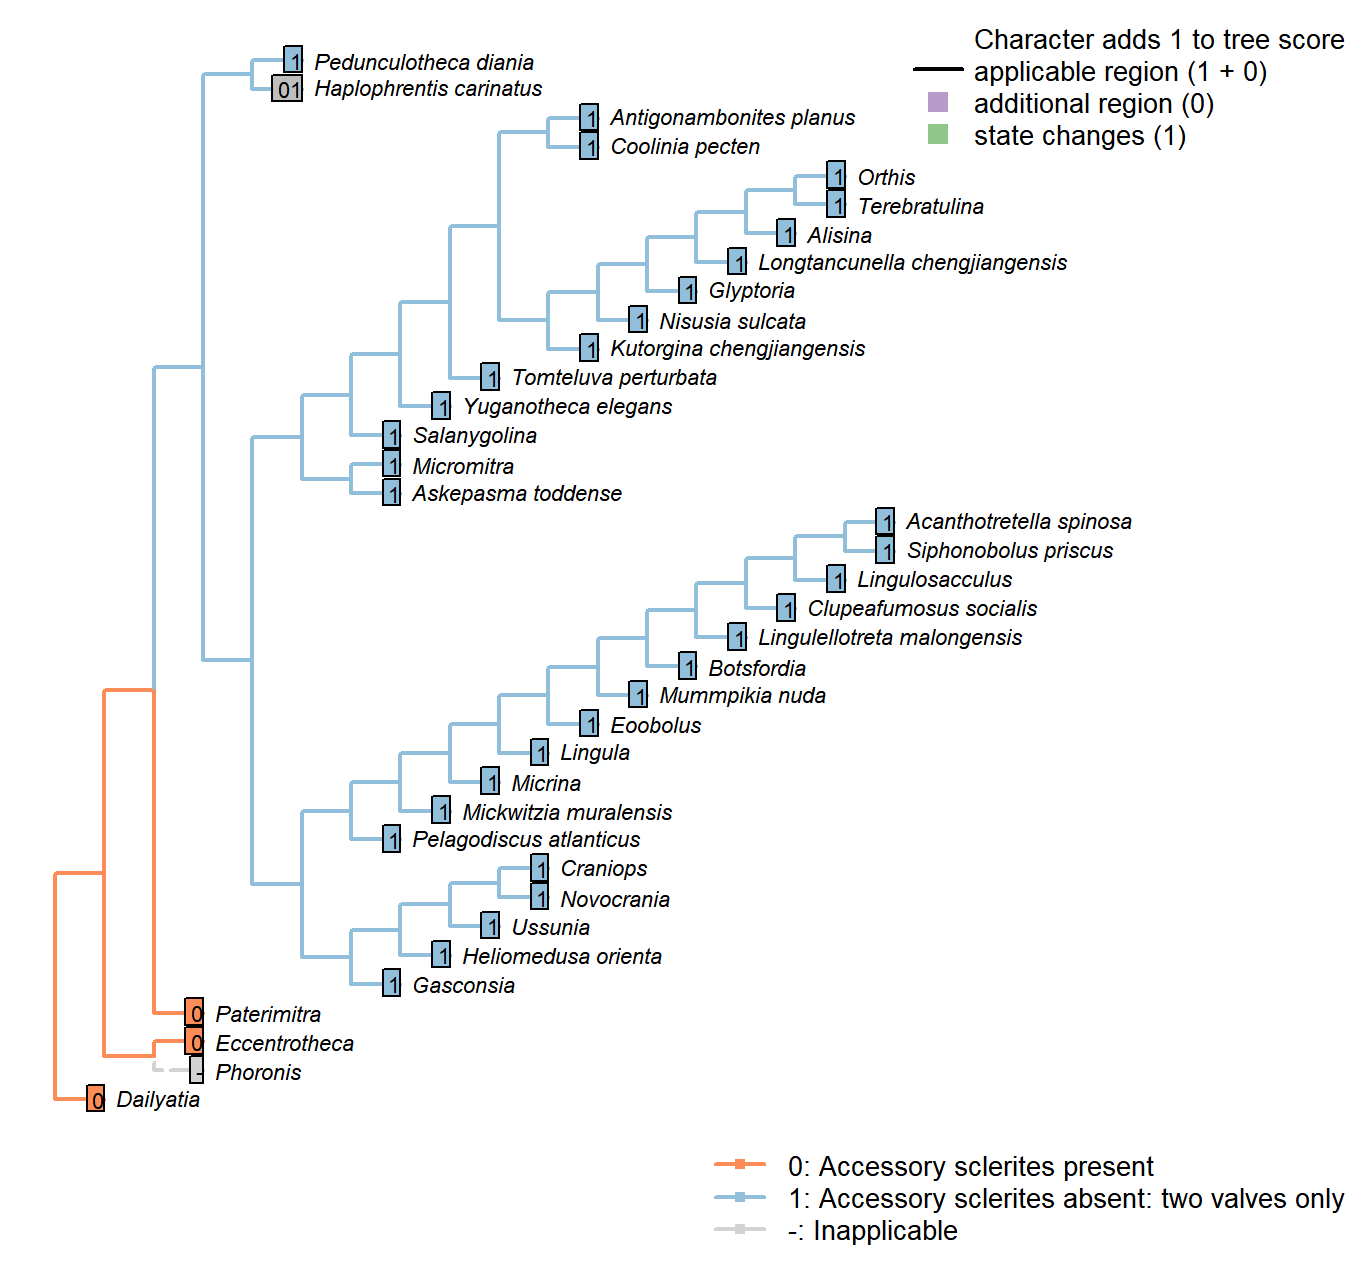 Character adds 1 to tree score
applicable region (1 + 0)
additional region (0)
state changes (1)
1 Pedunculotheca diania
01 Haplophrentis carinatus
1 Antigonambonites planus
1 Coolinia pecten
1 Orthis
1 Terebratulina
1 Alisina
1 Longtancunella chengjiangensis
1 Glyptoria
1 Nisusia sulcata
1 Kutorgina chengjiangensis
1 Tomteluva perturbata
1 Yuganotheca elegans
1 Salanygolina
1 Micromitra
1 Askepasma toddense
1 Acanthotretella spinosa
1 Siphonobolus priscus
1 Lingulosacculus
1 Clupeafumosus socialis
1 Lingulellotreta malongensis
1 Botsfordia
1 Mummpikia nuda
1 Eoobolus
1 Lingula
1 Micrina
1 Mickwitzia muralensis
1 Pelagodiscus atlanticus
1 Craniops
1 Novocrania
1 Ussunia
1 Heliomedusa orienta
1 Gasconsia
0 Paterimitra
0 Eccentrotheca
- Phoronis
0 Dailyatia
0: Accessory sclerites present
1: Accessory sclerites absent: two valves only
-: Inapplicable